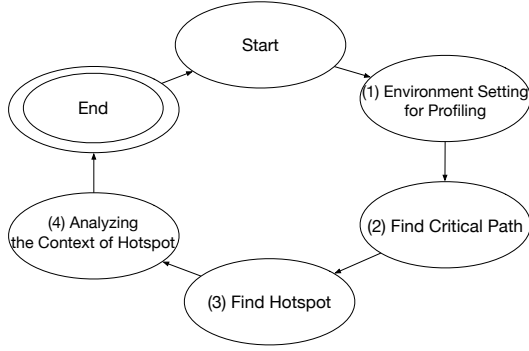 Start
(1) Environment Setting
for Profiling
(2) Find Critical Path
(3) Find Hotspot
(4) Analyzing
the Context of Hotspot
End